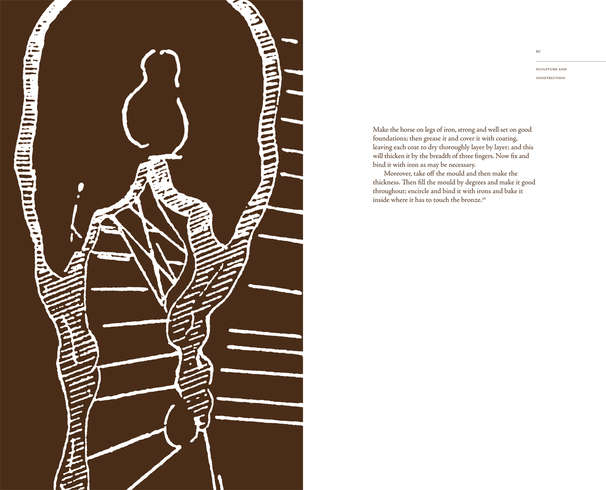 SCULPTURE AND
CONSTRUCTION
Make the horse on legs of iron, strong and well set on good
foundations; then grease it and cover it with coating,
leaving each coat to dry thoroughly layer by layer; and this
will thicken it by the breadth of three fingers. Now fix and
bind it with iron as may be necessary.
Moreover, take off the mould and then make the
thickness. Then fill the mould by degrees and make it good
throughout; encircle and bind it with irons and bake it
inside where it has to touch the bronze.